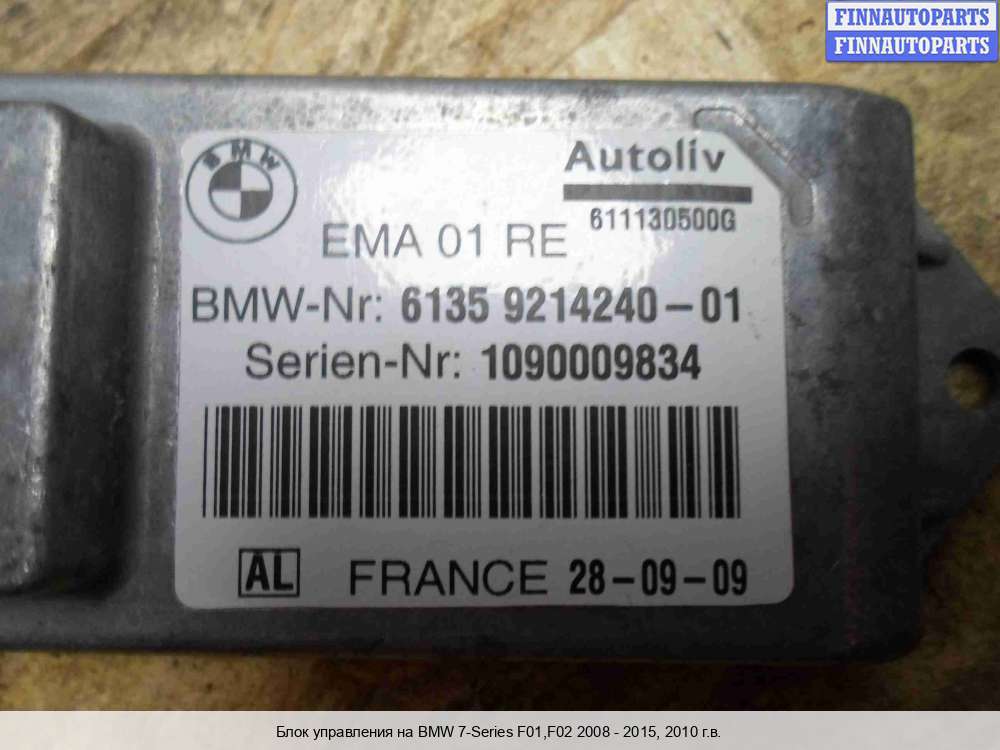 FINNAUTOPARTS
FINNAUTOPARTS
BMW
Autoliv
611130500G
EMA 01 RE
BMW-Nr: 6135 9214240-01
Serien-Nr: 1090009834
AL
FRANCE 28-09-09
Блок управления на BMW 7-Series F01,F02 2008 - 2015, 2010 г.в.